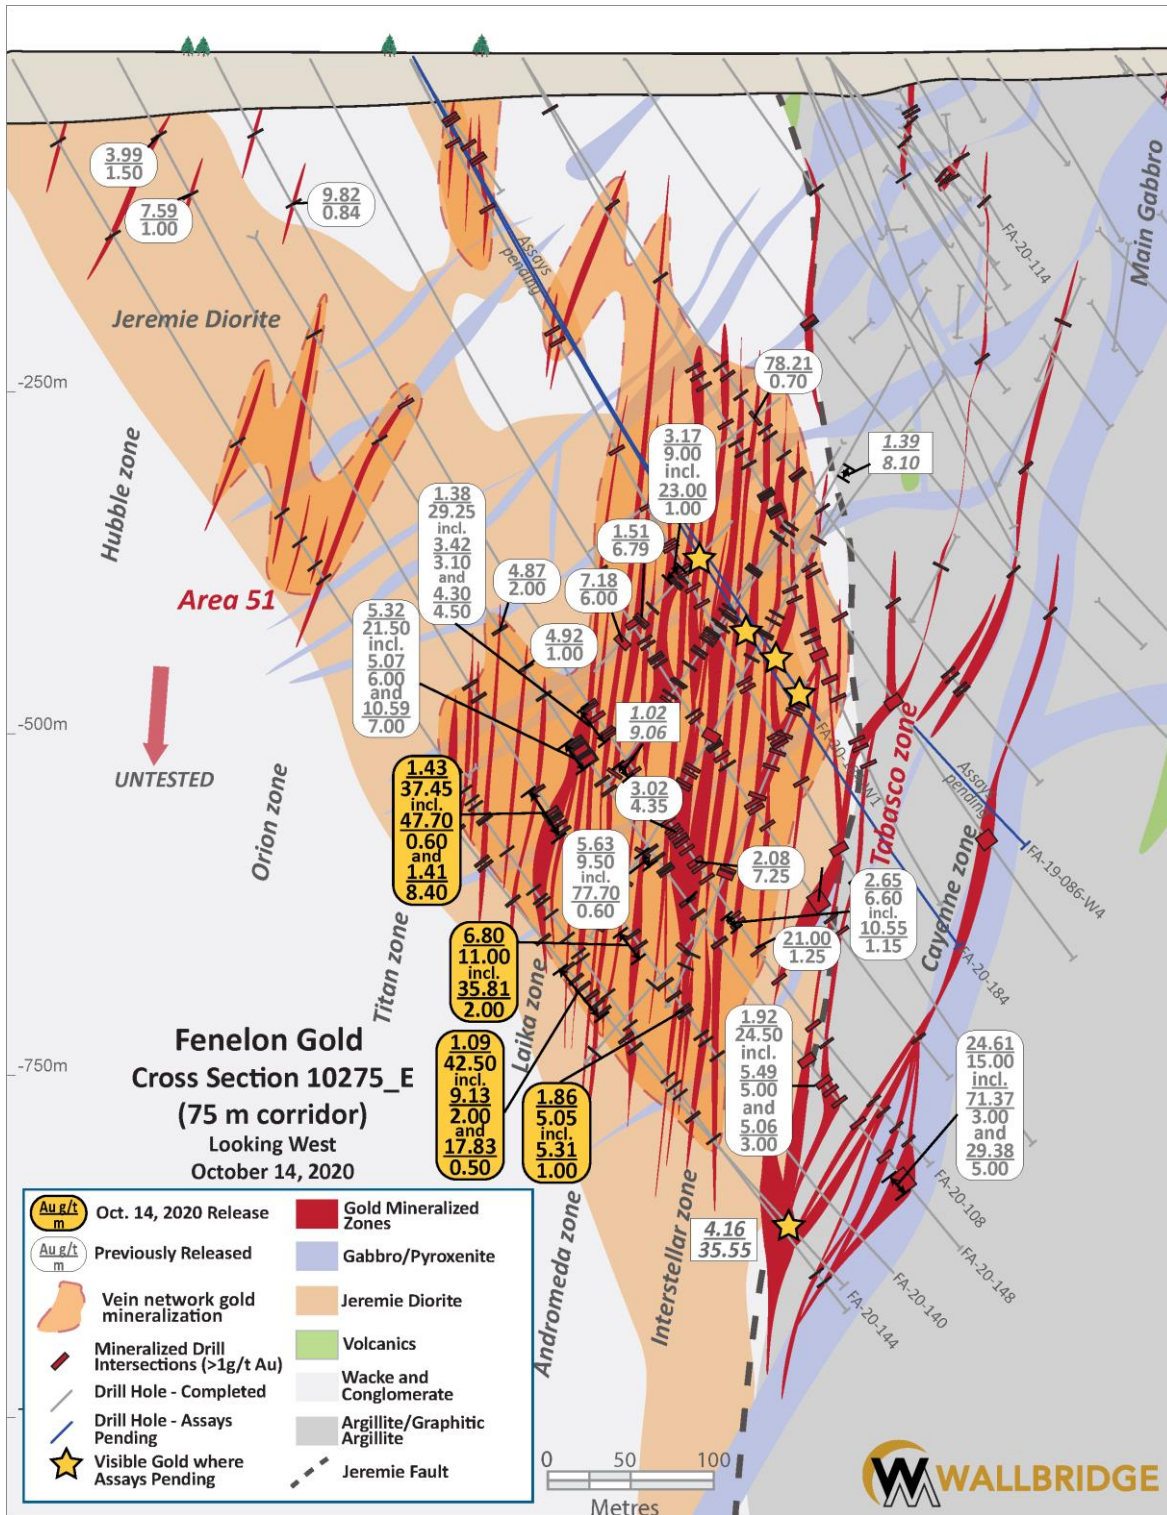 3.99
1.50
7.59
1.00
9.82
0.84
Assays
pending
FA-20-114
Main Gabbro
Jeremie Diorite
-250m
78.21
0.70
3.17
9.00
incl.
23.00
1.00
1.39
8.10
Hubble zone
1.38
29.25
incl.
3.42
3.10
and
4.30
4.50
1.51
6.79
4.87
2.00
7.18
6.00
Area 51
5.32
21.50
incl.
5.07
6.00
and
10.59
7.00
4.92
1.00
1.02
9.06
-500m
UNTESTED
Orion zone
1.43
37.45
incl.
47.70
0.60
and
1.41
8.40
3.02
4.35
Tabasco zone
Assays
pending
FA-19-086-W4
5.63
9.50
incl.
77.70
0.60
2.08
7.25
2.65
6.60
incl.
10.55
1.15
Cayenne zone
21.00
1.25
FA-20-184
Titan zone
6.80
11.00
incl.
35.81
2.00
Laika zone
1.09
42.50
incl.
9.13
2.00
and
17.83
0.50
1.86
5.05
incl.
5.31
1.00
1.92
24.50
incl.
5.49
5.00
and
5.06
3.00
24.61
15.00
incl.
71.37
3.00
and
29.38
5.00
-750m
Fenelon Gold
Cross Section 10275_E
(75 m corridor)
Looking West
October 14, 2020
FA-20-108
FA-20-148
FA-20-140
FA-20-144
4.16
35.55
Andromeda zone
Interstellar zone
Au g/t
m
Oct. 14, 2020 Release
Au g/t
m
Previously Released
Vein network gold
mineralization
Mineralized Drill
Intersections (>1g/t Au)
Drill Hole - Completed
Drill Hole - Assays
Pending
Visible Gold where
Assays Pending
Gold Mineralized
Zones
Gabbro/Pyroxenite
Jeremie Diorite
Volcanics
Wacke and
Conglomerate
Argillite/Graphitic
Argillite
Jeremie Fault
0 50 100
Metres
WALLBRIDGE